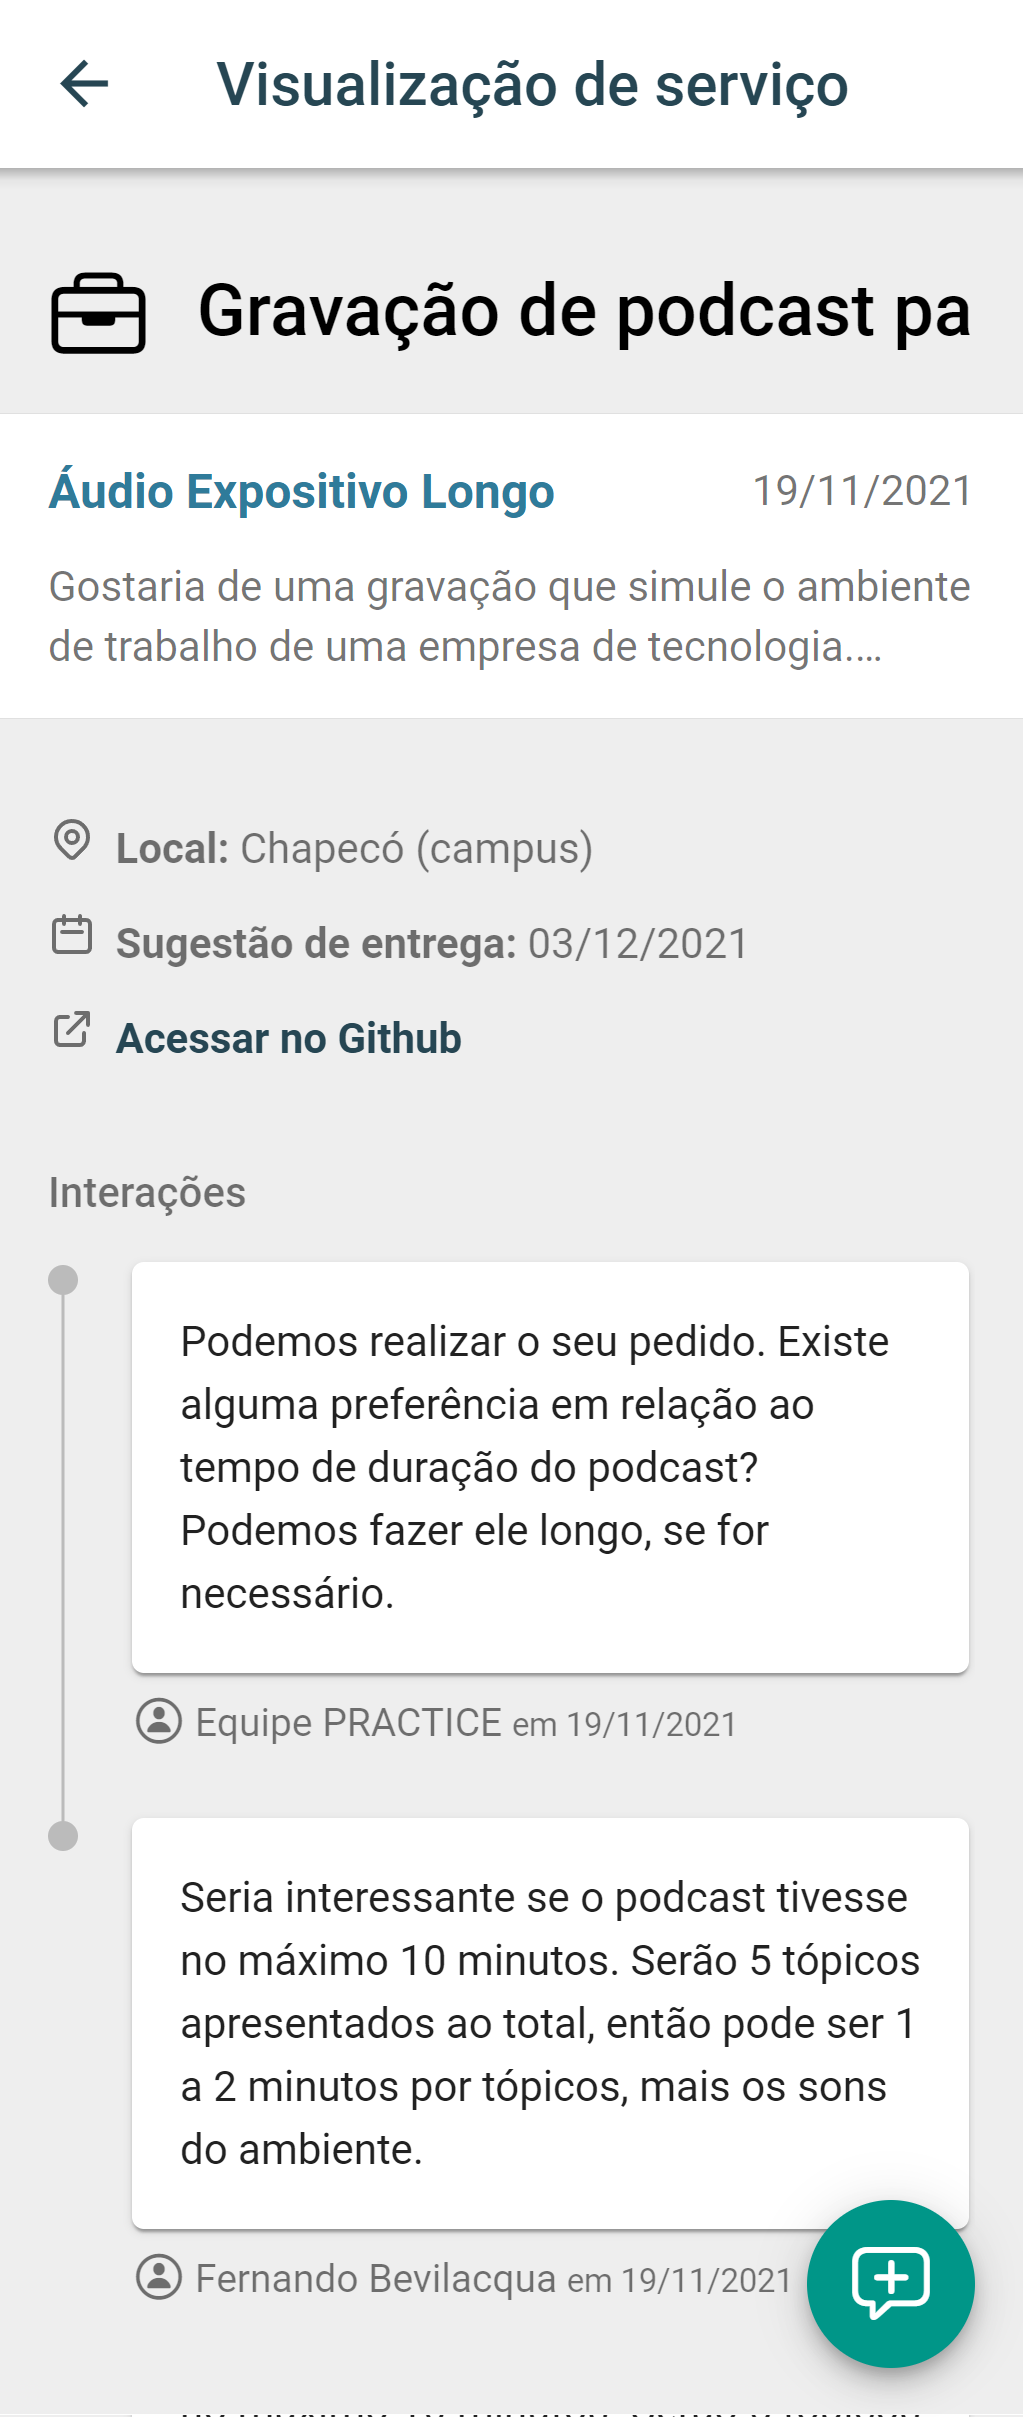 Visualização de serviço
Gravação de podcast pa
Áudio Expositivo Longo
19/11/2021
Gostaria de uma gravação que simule o ambiente
de trabalho de uma empresa de tecnologia....
Local: Chapecó (campus)
Sugestão de entrega: 03/12/2021
Acessar no Github
Interações
Podemos realizar o seu pedido. Existe
alguma preferência em relação ao
tempo de duração do podcast?
Podemos fazer ele longo, se for
necessário.
Equipe PRACTICE em 19/11/2021
Seria interessante se o podcast tivesse
no máximo 10 minutos. Serão 5 tópicos
apresentados ao total, então pode ser 1
a 2 minutos por tópicos, mais os sons
do ambiente.
Fernando Bevilacqua em 19/11/2021